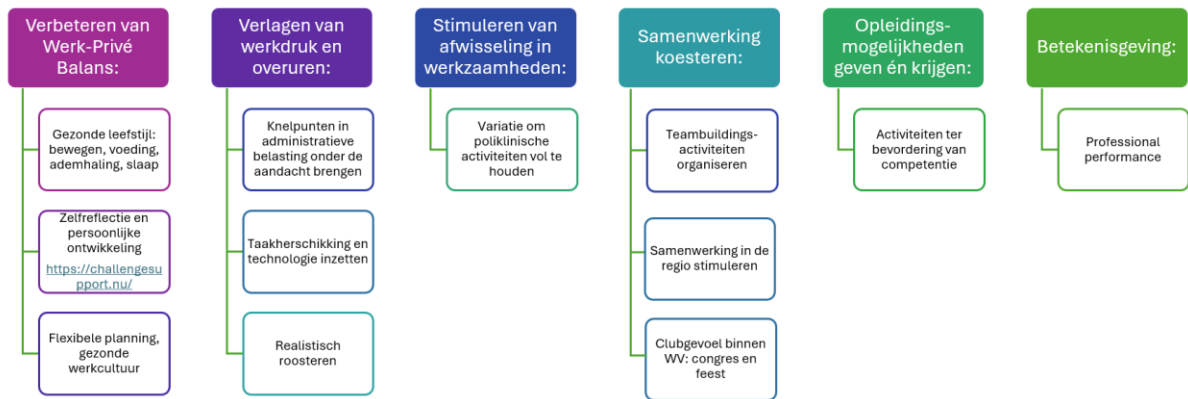 Verbeteren van
Werk-Privé
Balans:
Gezonde leefstijl:
bewegen, voeding,
ademhaling, slaap
Zelfreflectie en
persoonlijke
ontwikkeling
https://challengesu
pport.nu/
Flexibele planning,
gezonde
werkcultuur
Verlagen van
werkdruk en
overuren:
Knelpunten in
administratieve
belasting onder de
aandacht brengen
Taakherschikking en
technologie inzetten
Realistisch
roosteren
Stimuleren van
afwisseling in
werkzaamheden:
Variatie om
poliklinische
activiteiten vol te
houden
Samenwerking
koesteren:
Teambuildings-
activiteiten
organiseren
Samenwerking in de
regio stimuleren
Clubgevoel binnen
WV: congres en
feest
Opleidings-
mogelijkheden
geven én krijgen:
Activiteiten ter
bevordering van
competentie
Betekenisgeving:
Professional
performance